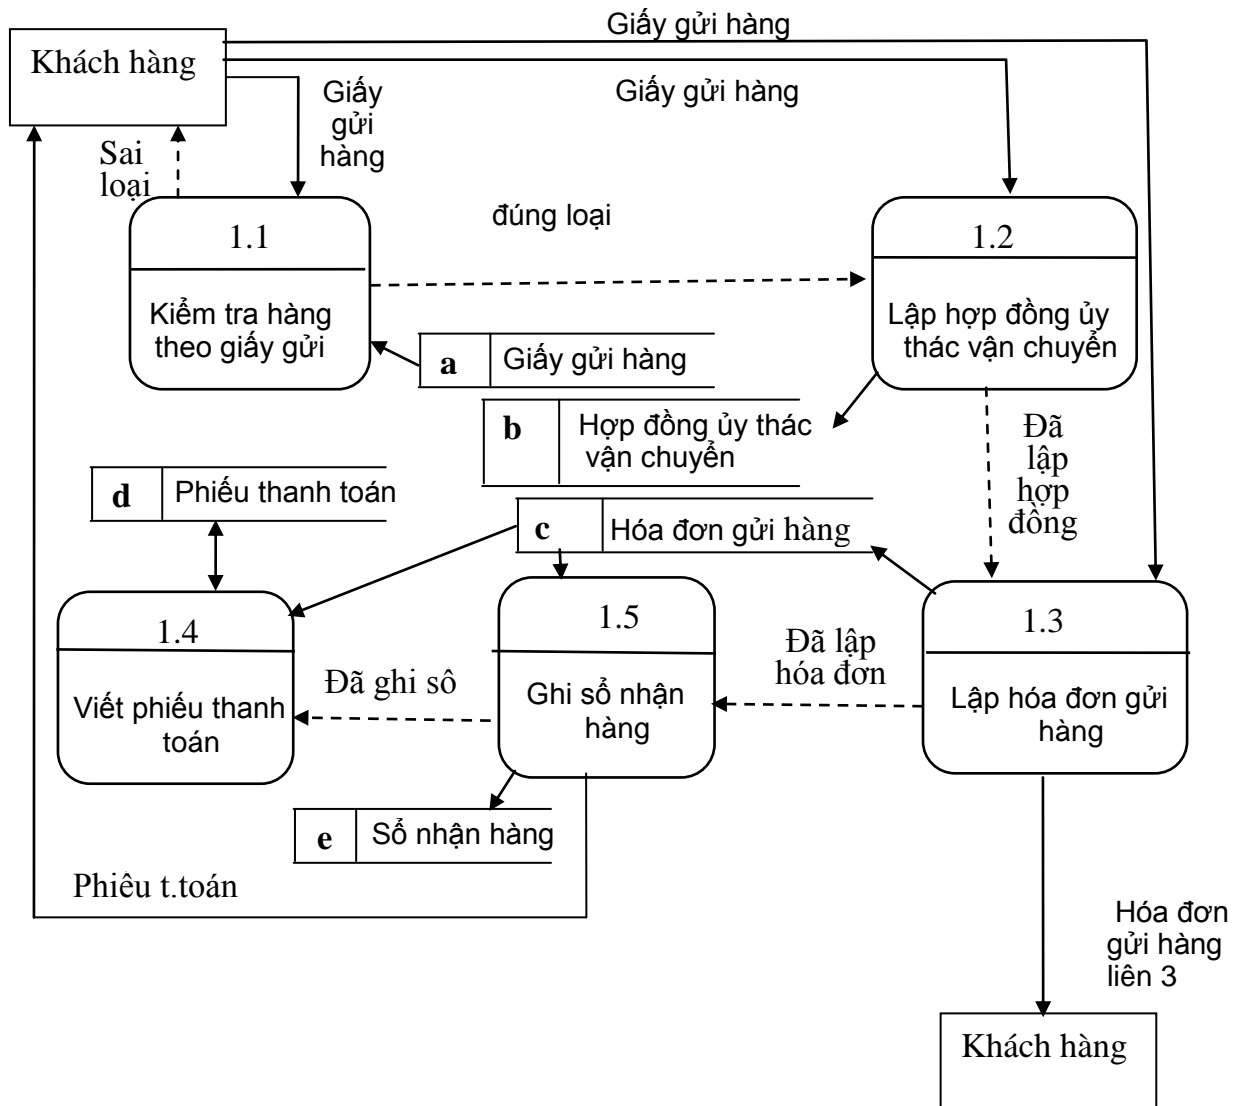 Giấy gửi hàng
Khách hàng
Giấy
gửi
hàng
Giấy gửi hàng
Sai
loại
đúng loại
1.1
1.2
Kiểm tra hàng
theo giấy gửi
Lập hợp đồng ủy
thác vận chuyển
a Giấy gửi hàng
b Hợp đồng ủy thác
vận chuyển
Đã
lập
hợp
đồng
d Phiếu thanh toán
c Hóa đơn gửi hàng
1.4
1.5
1.3
Đã lập
hóa đơn
Đã ghi sô
Viết phiếu thanh
toán
Ghi sổ nhận
hàng
Lập hóa đơn gửi
hàng
e Sổ nhận hàng
Phiêu t.toán
Hóa đơn
gửi hàng
liên 3
Khách hàng